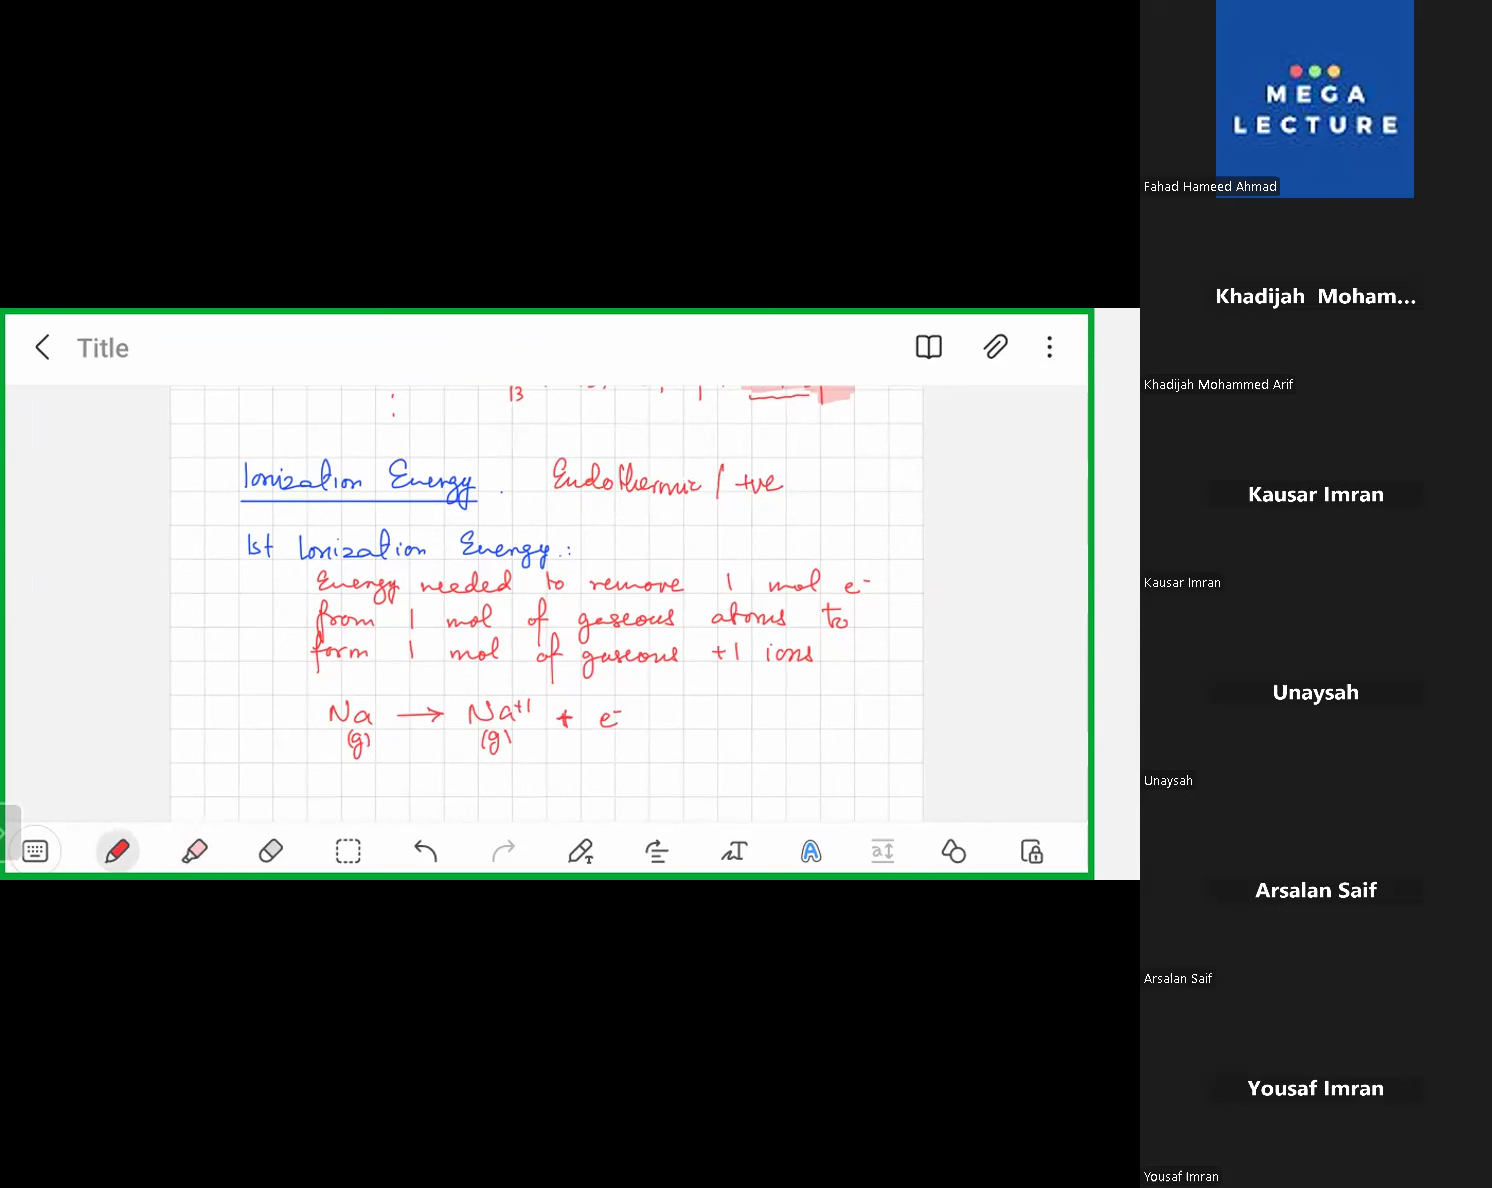 MEGA
LECTURE
Fahad Hameed Ahmad
Khadijah Moham...
Khadijah Mohammed Arif
Kausar Imran
Kausar Imran
Unaysah
Unaysah
Arsalan Saif
Arsalan Saif
Yousaf Imran
Yousaf Imran
Title
13
Ionization Energy. Endothermic / +ve
1st Ionization Energy:
Energy needed to remove 1 mol e-
from 1 mol of gaseous atoms to
form 1 mol of gaseous +1 ions
Na → Na+1 + e-
(g) (g)